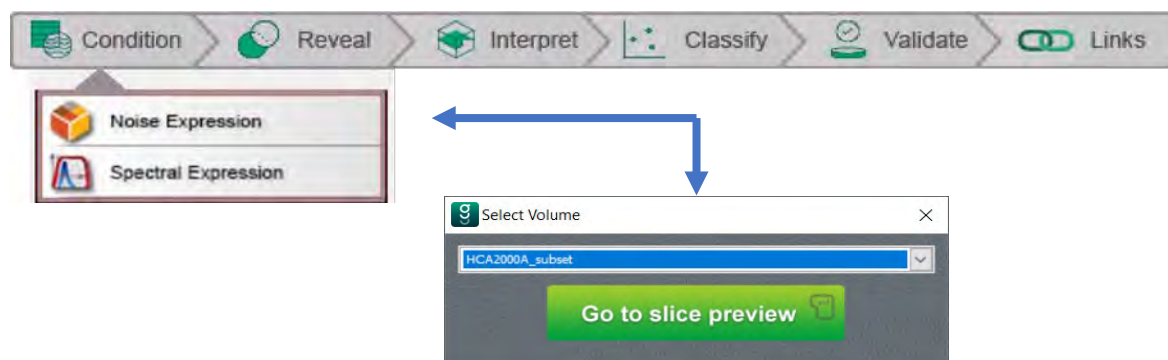 Condition Reveal Interpret Classify Validate Links
Noise Expression
Spectral Expression
Select Volume
HCA2000A_subset
Go to slice preview